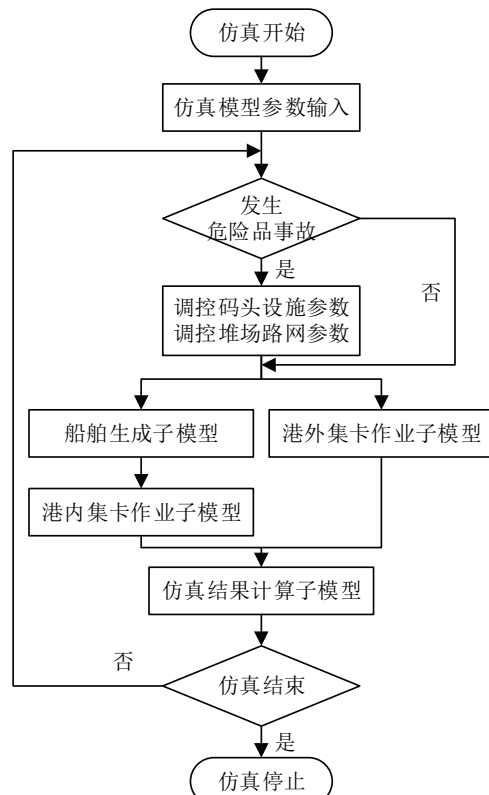 仿真开始
仿真模型参数输入
发生
危险品事故
是
否
调控码头设施参数
调控堆场路网参数
船舶生成子模型
港外集卡作业子模型
港内集卡作业子模型
仿真结果计算子模型
否
仿真结束
是
仿真停止